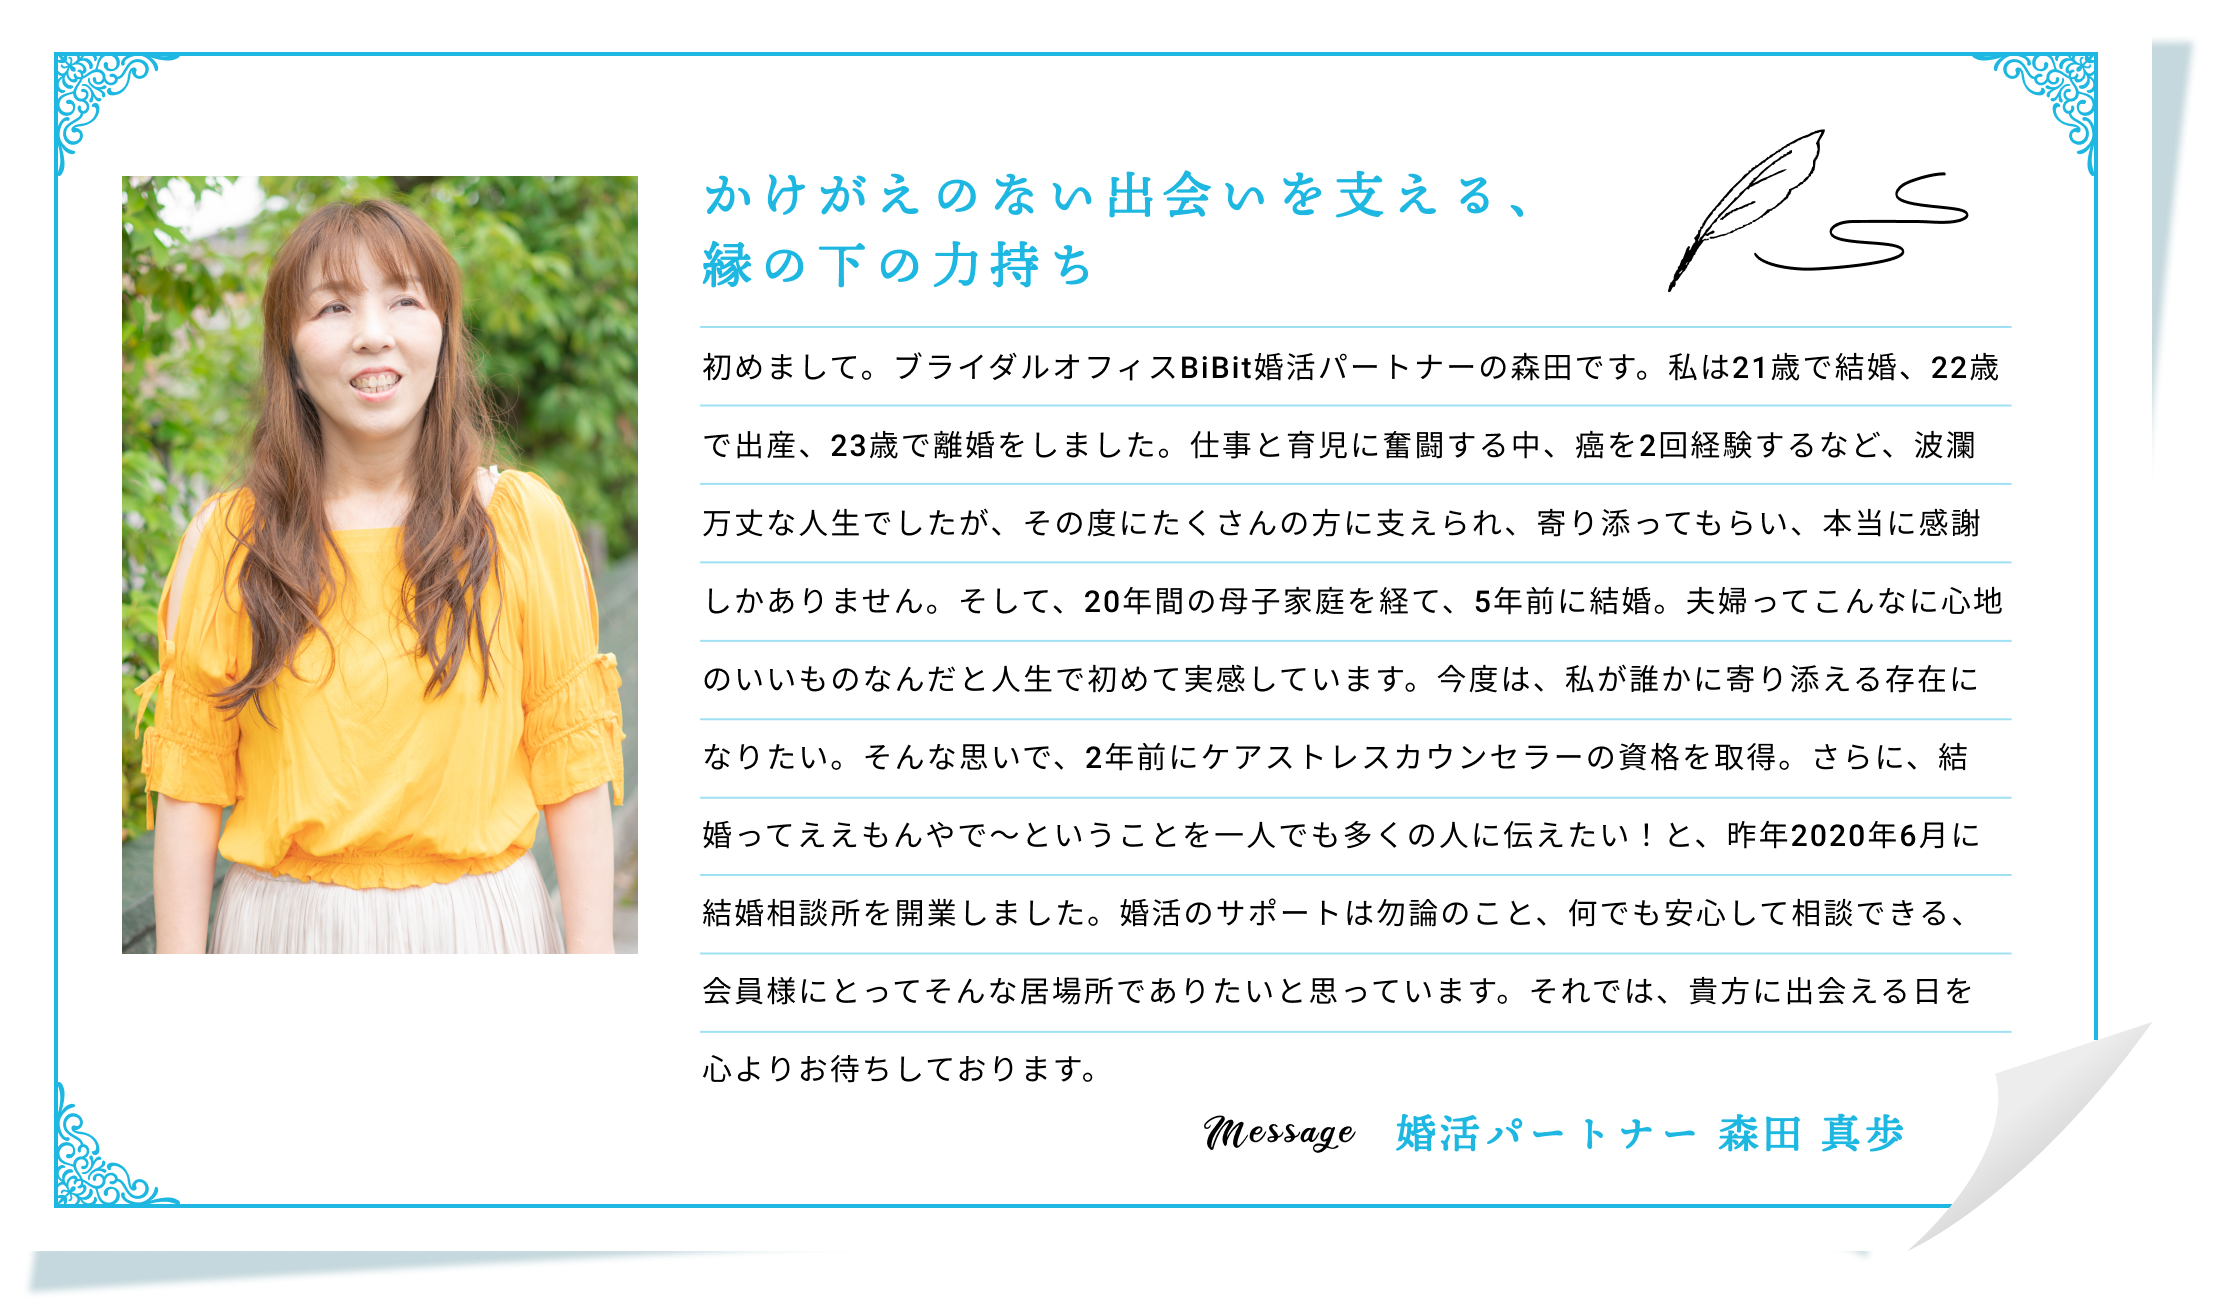 かけがえのない出会いを支える、
縁の下の力持ち
初めまして。ブライダルオフィスBiBit婚活パートナーの森田です。私は21歳で結婚、22歳
で出産、23歳で離婚をしました。仕事と育児に奮闘する中、癌を2回経験するなど、波瀾
万丈な人生でしたが、その度にたくさんの方に支えられ、寄り添ってもらい、本当に感謝
しかありません。そして、20年間の母子家庭を経て、5年前に結婚。夫婦ってこんなに心地
のいいものなんだと人生で初めて実感しています。今度は、私が誰かに寄り添える存在に
なりたい。そんな思いで、2年前にケアストレスカウンセラーの資格を取得。さらに、結
婚ってええもんやで〜ということを一人でも多くの人に伝えたい！と、昨年2020年6月に
結婚相談所を開業しました。婚活のサポートは勿論のこと、何でも安心して相談できる、
会員様にとってそんな居場所でありたいと思っています。それでは、貴方に出会える日を
心よりお待ちしております。
Message 婚活パートナー 森田 真歩